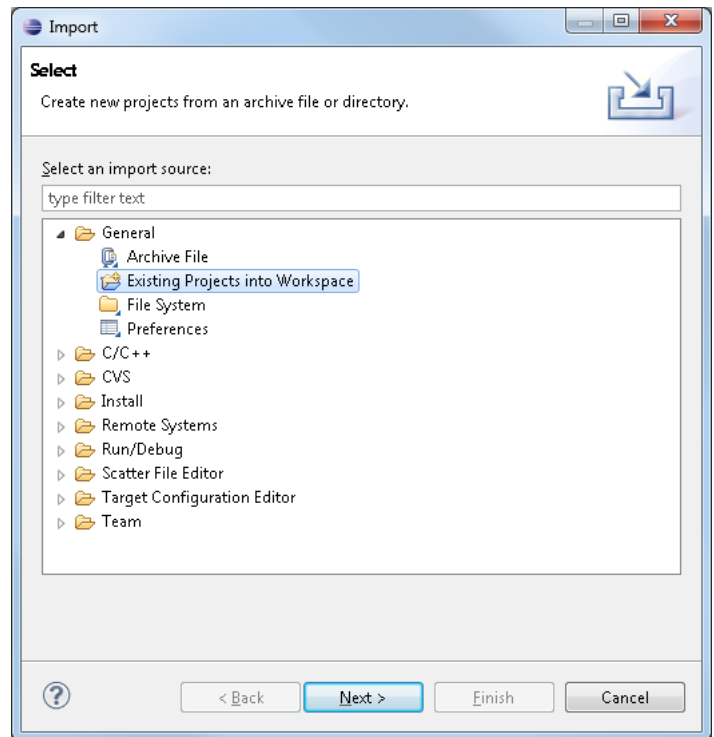 Import
Select
Create new projects from an archive file or directory.
Select an import source:
type filter text
General
Archive File
Existing Projects into Workspace
File System
Preferences
C/C++
CVS
Install
Remote Systems
Run/Debug
Scatter File Editor
Target Configuration Editor
Team
? < Back Next > Finish Cancel